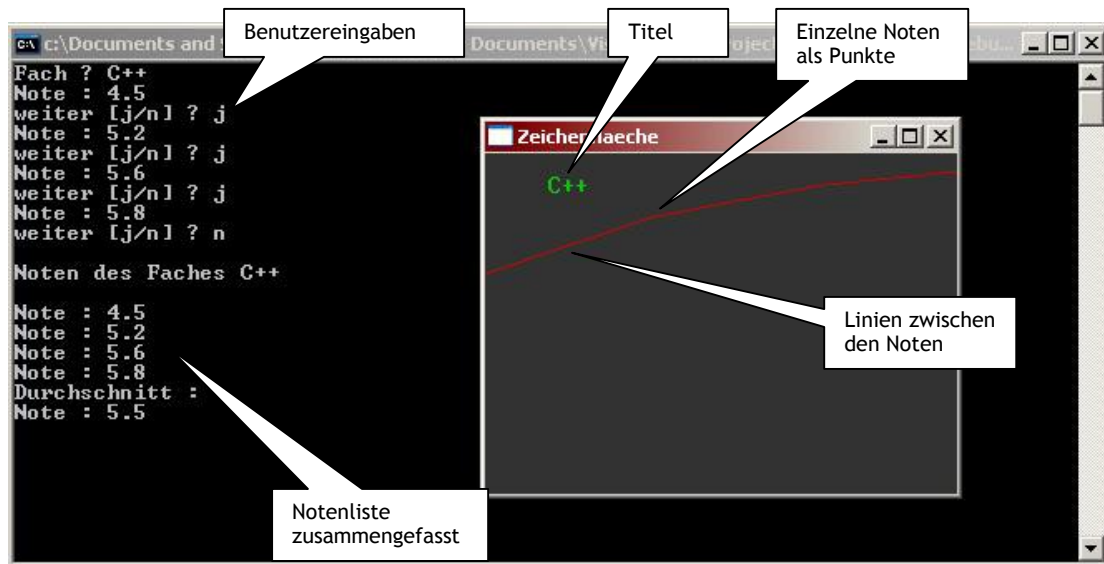 Benutzereingaben
Titel
Einzelne Noten
als Punkte
c:\Documents and
Documents\Vis
Fach ? C++
Note : 4.5
weiter [j/n] ? j
Note : 5.2
weiter [j/n] ? j
Note : 5.6
weiter [j/n] ? j
Note : 5.8
weiter [j/n] ? n
Noten des Faches C++
Note : 4.5
Note : 5.2
Note : 5.6
Note : 5.8
Durchschnitt :
Note : 5.5
C++
Linien zwischen
den Noten
Notenliste
zusammengefasst